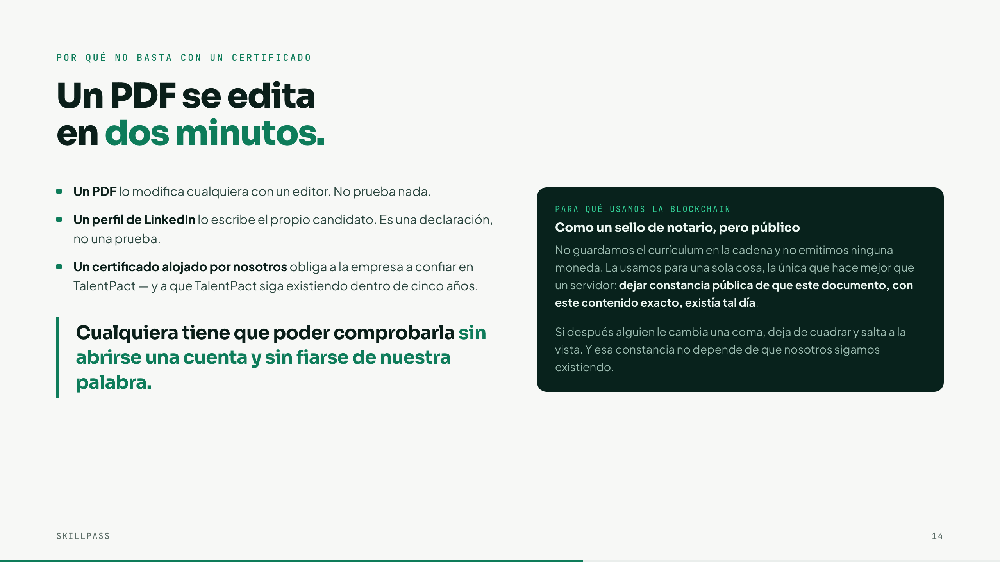 POR QUÉ NO BASTA CON UN CERTIFICADO
Un PDF se edita
en dos minutos.
Un PDF lo modifica cualquiera con un editor. No prueba nada.
Un perfil de LinkedIn lo escribe el propio candidato. Es una declaración,
no una prueba.
Un certificado alojado por nosotros obliga a la empresa a confiar en
TalentPact — y a que TalentPact siga existiendo dentro de cinco años.
Cualquiera tiene que poder comprobarla sin
abrirse una cuenta y sin fiarse de nuestra
palabra.
PARA QUÉ USAMOS LA BLOCKCHAIN
Como un sello de notario, pero público
No guardamos el currículum en la cadena y no emitimos ninguna
moneda. La usamos para una sola cosa, la única que hace mejor que
un servidor: dejar constancia pública de que este documento, con
este contenido exacto, existía tal día.
Si después alguien le cambia una coma, deja de cuadrar y salta a la
vista. Y esa constancia no depende de que nosotros sigamos
existiendo.
SKILLPASS
14